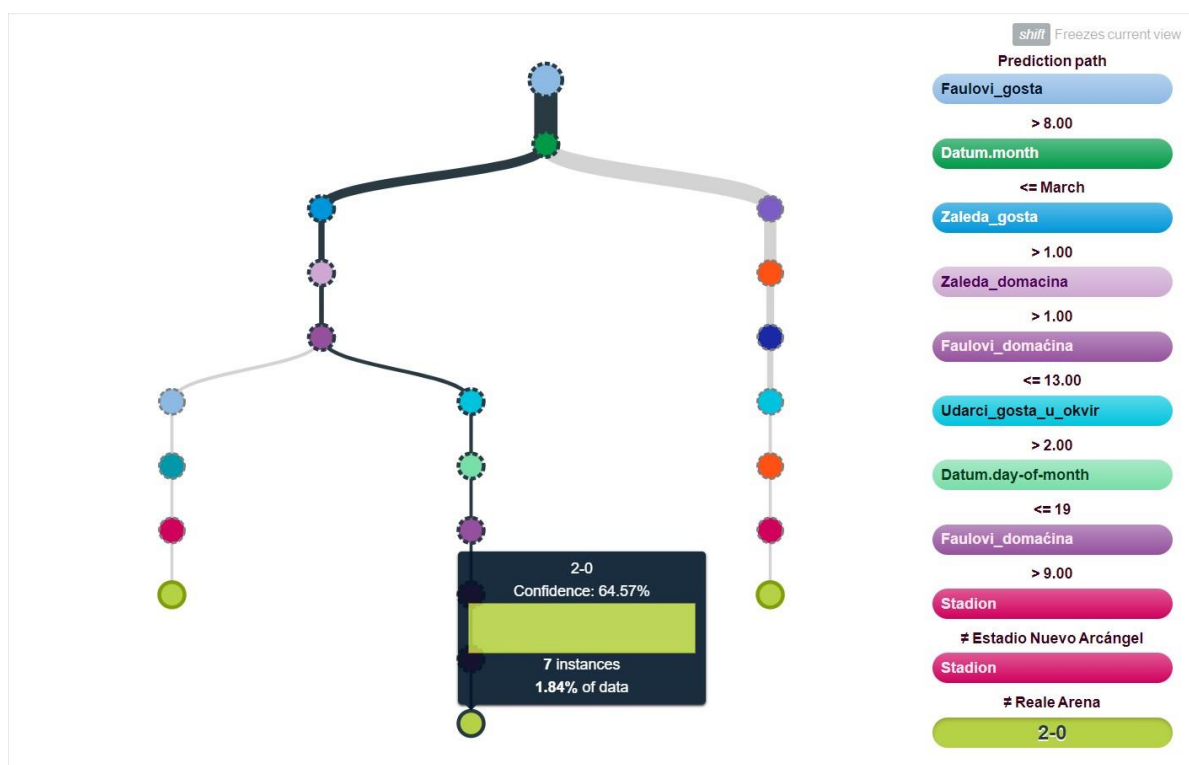 shift Freezes current view
Prediction path
Faulovi_gosta
> 8.00
Datum.month
<= March
Zaleda_gosta
> 1.00
Zaleda_domacina
> 1.00
Faulovi_domaćina
<= 13.00
Udarci_gosta_u_okvir
> 2.00
Datum.day-of-month
<= 19
Faulovi_domaćina
> 9.00
Stadion
≠ Estadio Nuevo Arcángel
Stadion
≠ Reale Arena
2-0
2-0
Confidence: 64.57%
7 instances
1.84% of data